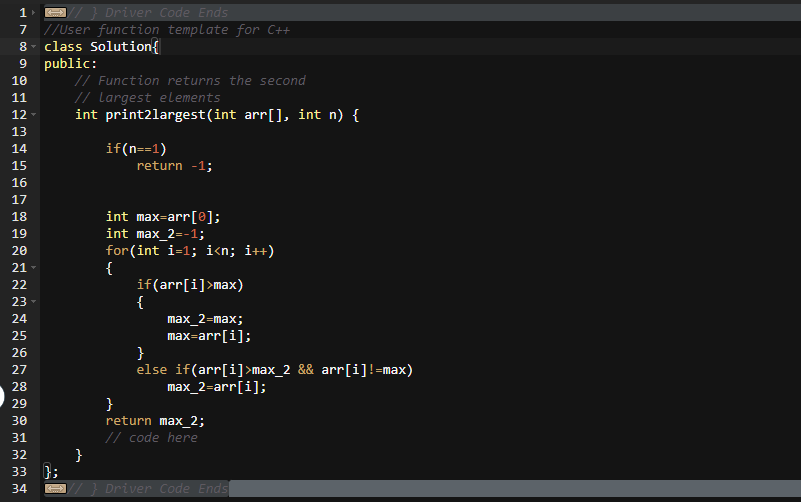 1 // } Driver Code Ends
7 //User function template for C++
8 class Solution{
9 public:
10     // Function returns the second
11     // largest elements
12     int print2largest(int arr[], int n) {
13
14         if(n==1)
15             return -1;
16
17
18         int max=arr[0];
19         int max_2=-1;
20         for(int i=1; i<n; i++)
21         {
22             if(arr[i]>max)
23             {
24                 max_2=max;
25                 max=arr[i];
26             }
27             else if(arr[i]>max_2 && arr[i]!=max)
28                 max_2=arr[i];
29         }
30         return max_2;
31         // code here
32     }
33 };
34 // } Driver Code Ends